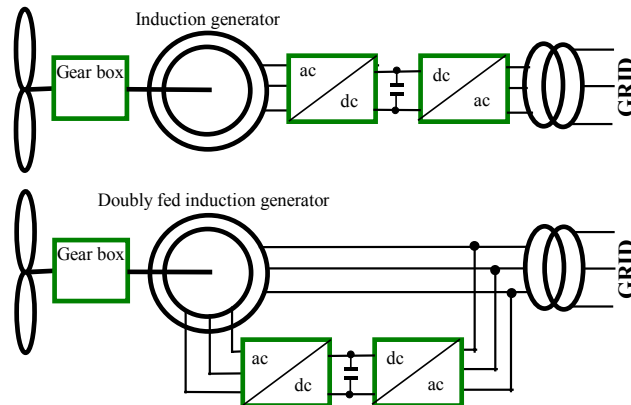 Induction generator
Gear box
ac
dc
dc
ac
GRID
Doubly fed induction generator
Gear box
GRID
ac
dc
dc
ac